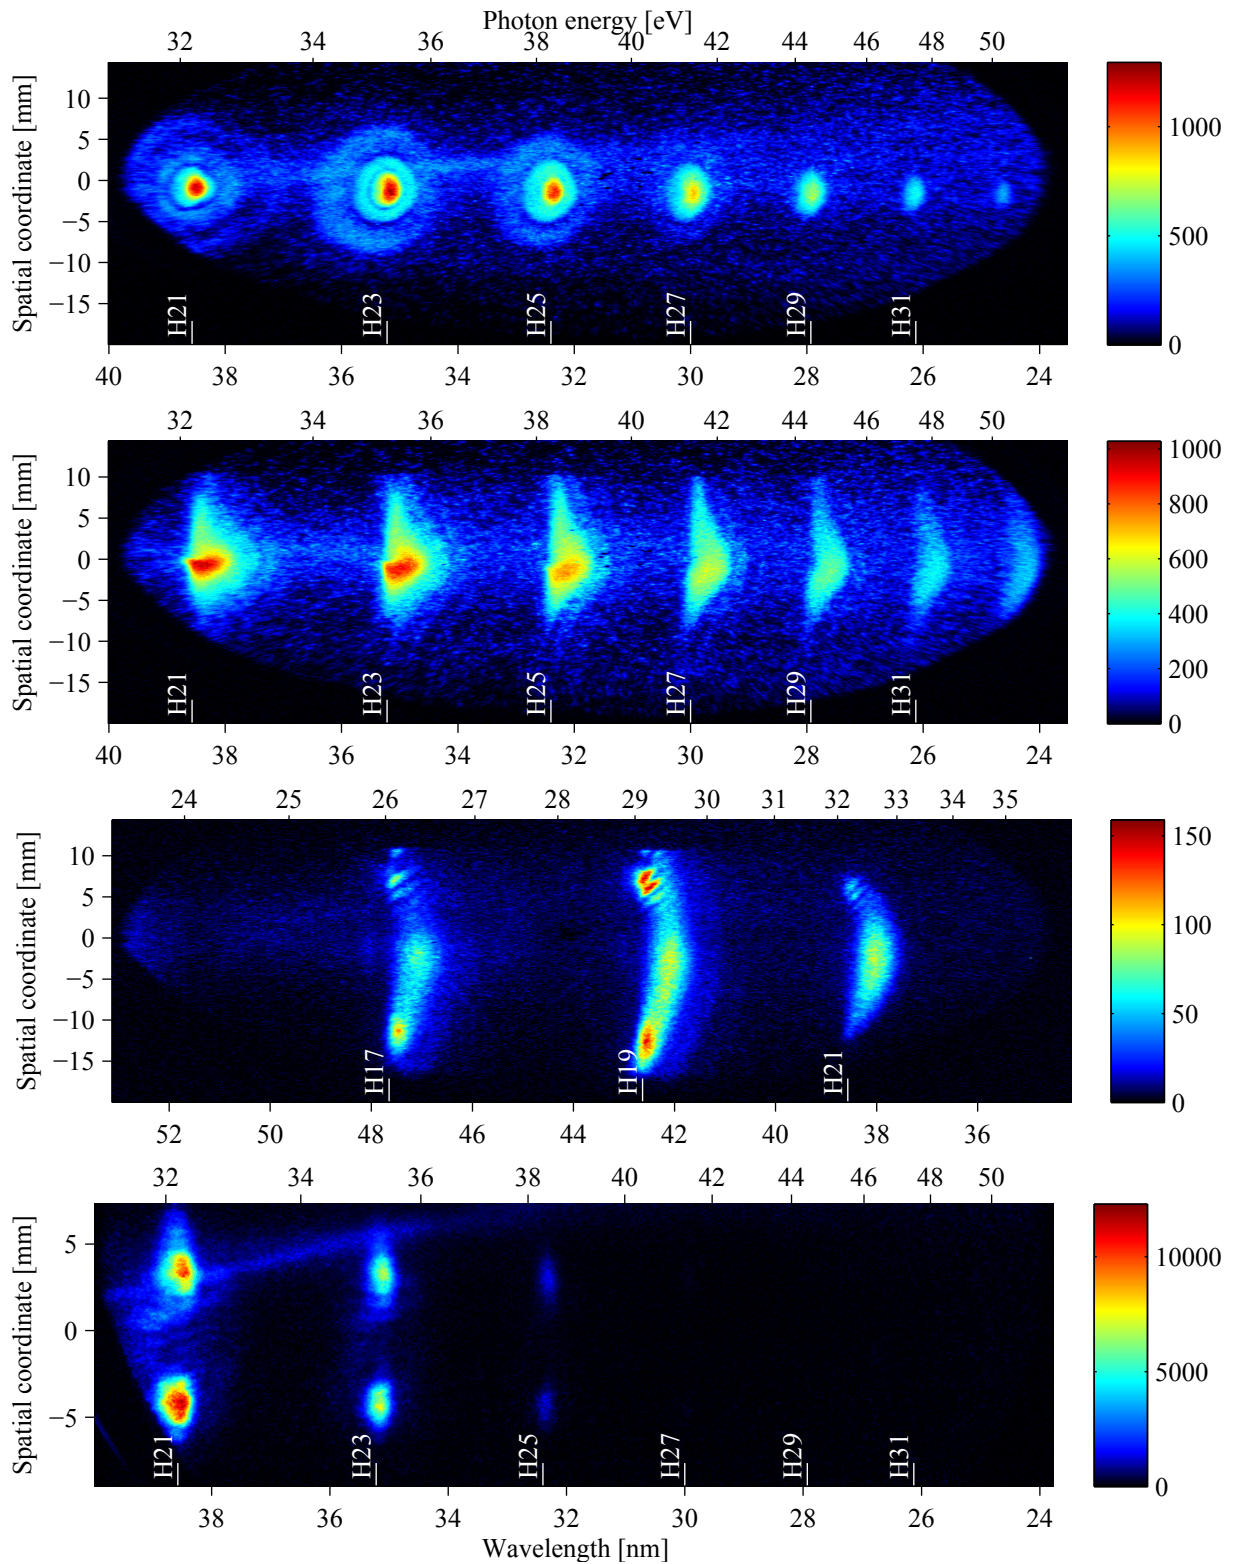 Photon energy [eV]
32 34 36 38 40 42 44 46 48 50
Spatial coordinate [mm]
10
5
0
−5
−10
−15
H21 H23 H25 H27 H29 H31
40 38 36 34 32 30 28 26 24
1000
500
0
32 34 36 38 40 42 44 46 48 50
Spatial coordinate [mm]
10
5
0
−5
−10
−15
H21 H23 H25 H27 H29 H31
40 38 36 34 32 30 28 26 24
1000
800
600
400
200
0
24 25 26 27 28 29 30 31 32 33 34 35
Spatial coordinate [mm]
10
5
0
−5
−10
−15
H17 H19 H21
52 50 48 46 44 42 40 38 36
150
100
50
0
32 34 36 38 40 42 44 46 48 50
Spatial coordinate [mm]
5
0
−5
H21 H23 H25 H27 H29 H31
38 36 34 32 30 28 26 24
10000
5000
0
Wavelength [nm]